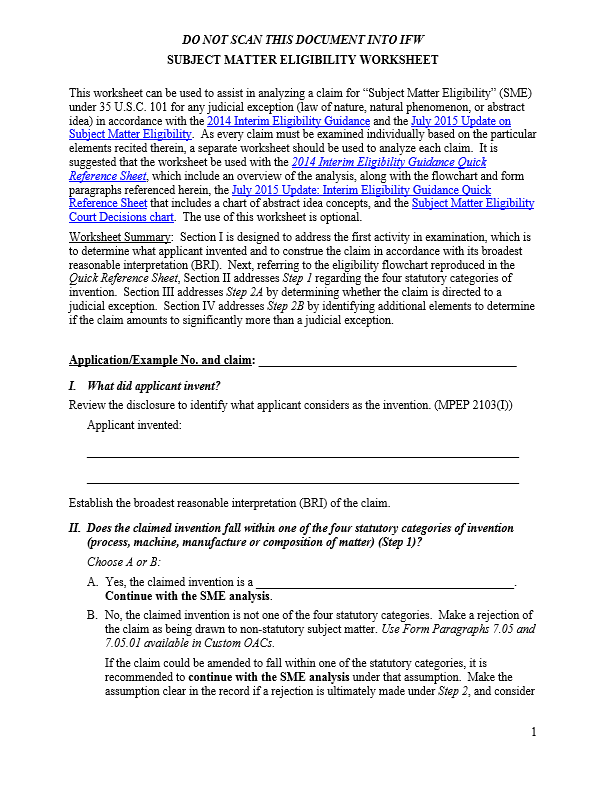 DO NOT SCAN THIS DOCUMENT INTO IFW
SUBJECT MATTER ELIGIBILITY WORKSHEET
This worksheet can be used to assist in analyzing a claim for “Subject Matter Eligibility” (SME)
under 35 U.S.C. 101 for any judicial exception (law of nature, natural phenomenon, or abstract
idea) in accordance with the 2014 Interim Eligibility Guidance and the July 2015 Update on
Subject Matter Eligibility. As every claim must be examined individually based on the particular
elements recited therein, a separate worksheet should be used to analyze each claim. It is
suggested that the worksheet be used with the 2014 Interim Eligibility Guidance Quick
Reference Sheet, which include an overview of the analysis, along with the flowchart and form
paragraphs referenced herein, the July 2015 Update: Interim Eligibility Guidance Quick
Reference Sheet that includes a chart of abstract idea concepts, and the Subject Matter Eligibility
Court Decisions chart. The use of this worksheet is optional.
Worksheet Summary: Section I is designed to address the first activity in examination, which is
to determine what applicant invented and to construe the claim in accordance with its broadest
reasonable interpretation (BRI). Next, referring to the eligibility flowchart reproduced in the
Quick Reference Sheet, Section II addresses Step 1 regarding the four statutory categories of
invention. Section III addresses Step 2A by determining whether the claim is directed to a
judicial exception. Section IV addresses Step 2B by identifying additional elements to determine
if the claim amounts to significantly more than a judicial exception.
Application/Example No. and claim: ____________________________________________
I. What did applicant invent?
Review the disclosure to identify what applicant considers as the invention. (MPEP 2103(I))
Applicant invented:
________________________________________________________________________
________________________________________________________________________
Establish the broadest reasonable interpretation (BRI) of the claim.
II. Does the claimed invention fall within one of the four statutory categories of invention
(process, machine, manufacture or composition of matter) (Step 1)?
Choose A or B:
A. Yes, the claimed invention is a ___________________________________________.
Continue with the SME analysis.
B. No, the claimed invention is not one of the four statutory categories. Make a rejection of
the claim as being drawn to non-statutory subject matter. Use Form Paragraphs 7.05 and
7.05.01 available in Custom OACs.
If the claim could be amended to fall within one of the statutory categories, it is
recommended to continue with the SME analysis under that assumption. Make the
assumption clear in the record if a rejection is ultimately made under Step 2, and consider
1